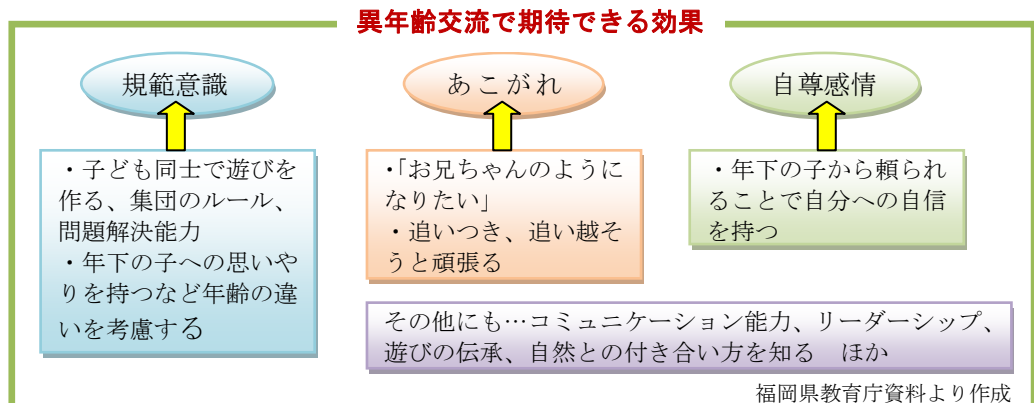 異年齢交流で期待できる効果
規範意識
・子ども同士で遊びを
作る、集団のルール、
問題解決能力
・年下の子への思いや
りを持つなど年齢の違
いを考慮する
あこがれ
・「お兄ちゃんのように
なりたい」
・追いつき、追い越そ
うと頑張る
自尊感情
・年下の子から頼られ
ることで自分への自信
を持つ
その他にも…コミュニケーション能力、リーダーシップ、
遊びの伝承、自然との付き合い方を知る　ほか
福岡県教育庁資料より作成